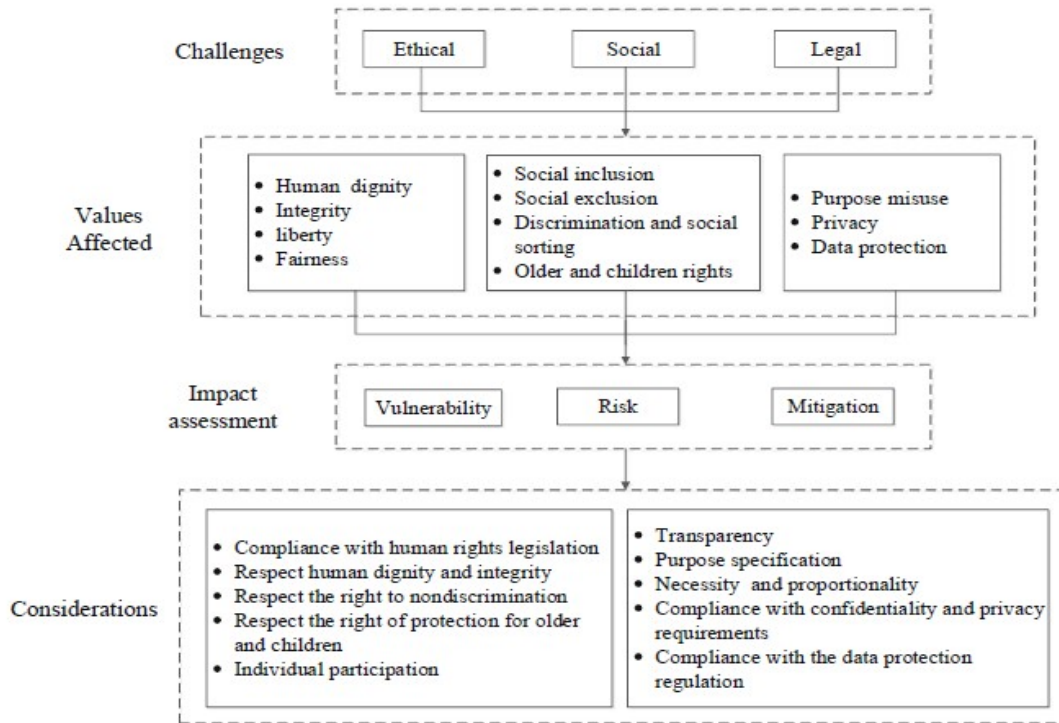 Challenges
Ethical
Social
Legal
Values
Affected
• Human dignity
• Integrity
• liberty
• Fairness
• Social inclusion
• Social exclusion
• Discrimination and social
sorting
• Older and children rights
• Purpose misuse
• Privacy
• Data protection
Impact
assessment
Vulnerability
Risk
Mitigation
Considerations
• Compliance with human rights legislation
• Respect human dignity and integrity
• Respect the right to nondiscrimination
• Respect the right of protection for older
and children
• Individual participation
• Transparency
• Purpose specification
• Necessity and proportionality
• Compliance with confidentiality and privacy
requirements
• Compliance with the data protection
regulation